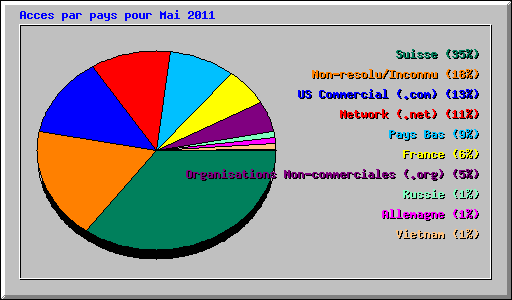 Acces par pays pour Mai 2011
Suisse (35%)
Non-resolu/Inconnu (18%)
US Commercial (.com) (13%)
Network (.net) (11%)
Pays Bas (9%)
France (6%)
Organisations Non-commerciales (.org) (5%)
Russie (1%)
Allemagne (1%)
Vietnam (1%)